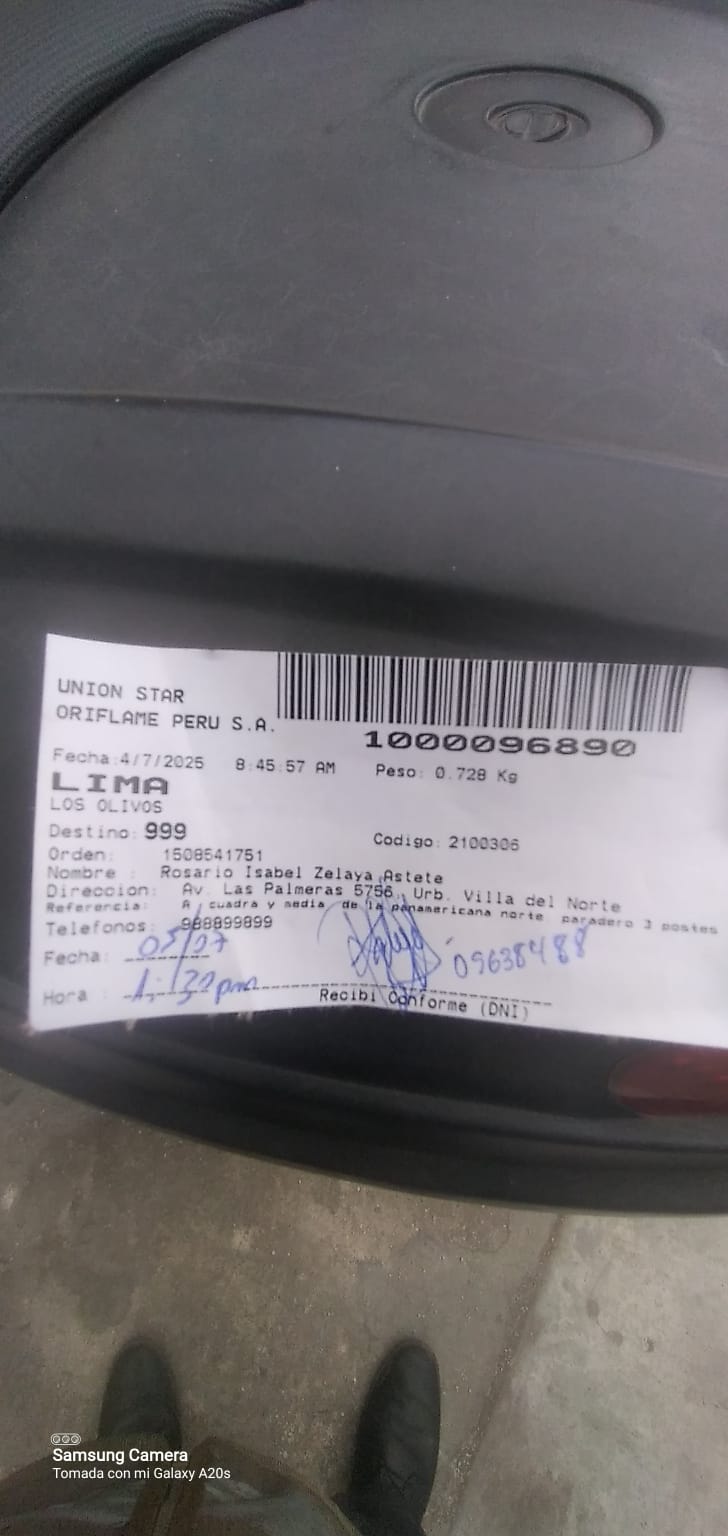 UNION STAR
ORIFLAME PERU S.A.
1000096890
Fecha:4/7/2025 8:45:57 AM Peso: 0.728 Kg
LIMA
LOS OLIVOS
Destino: 999 Codigo: 2100306
Orden: 1508541751
Nombre : Rosario Isabel Zelaya Astete
Direccion: Av. Las Palmeras 5756, Urb. Villa del Norte
Referencia: A cuadra y media de la panamericana norte paradero 3 postes
Telefonos: 988899899
Fecha: 05/07
09638488
Hora : 1:32 pm
Recibi Conforme (DNI)
Samsung Camera
Tomada con mi Galaxy A20s